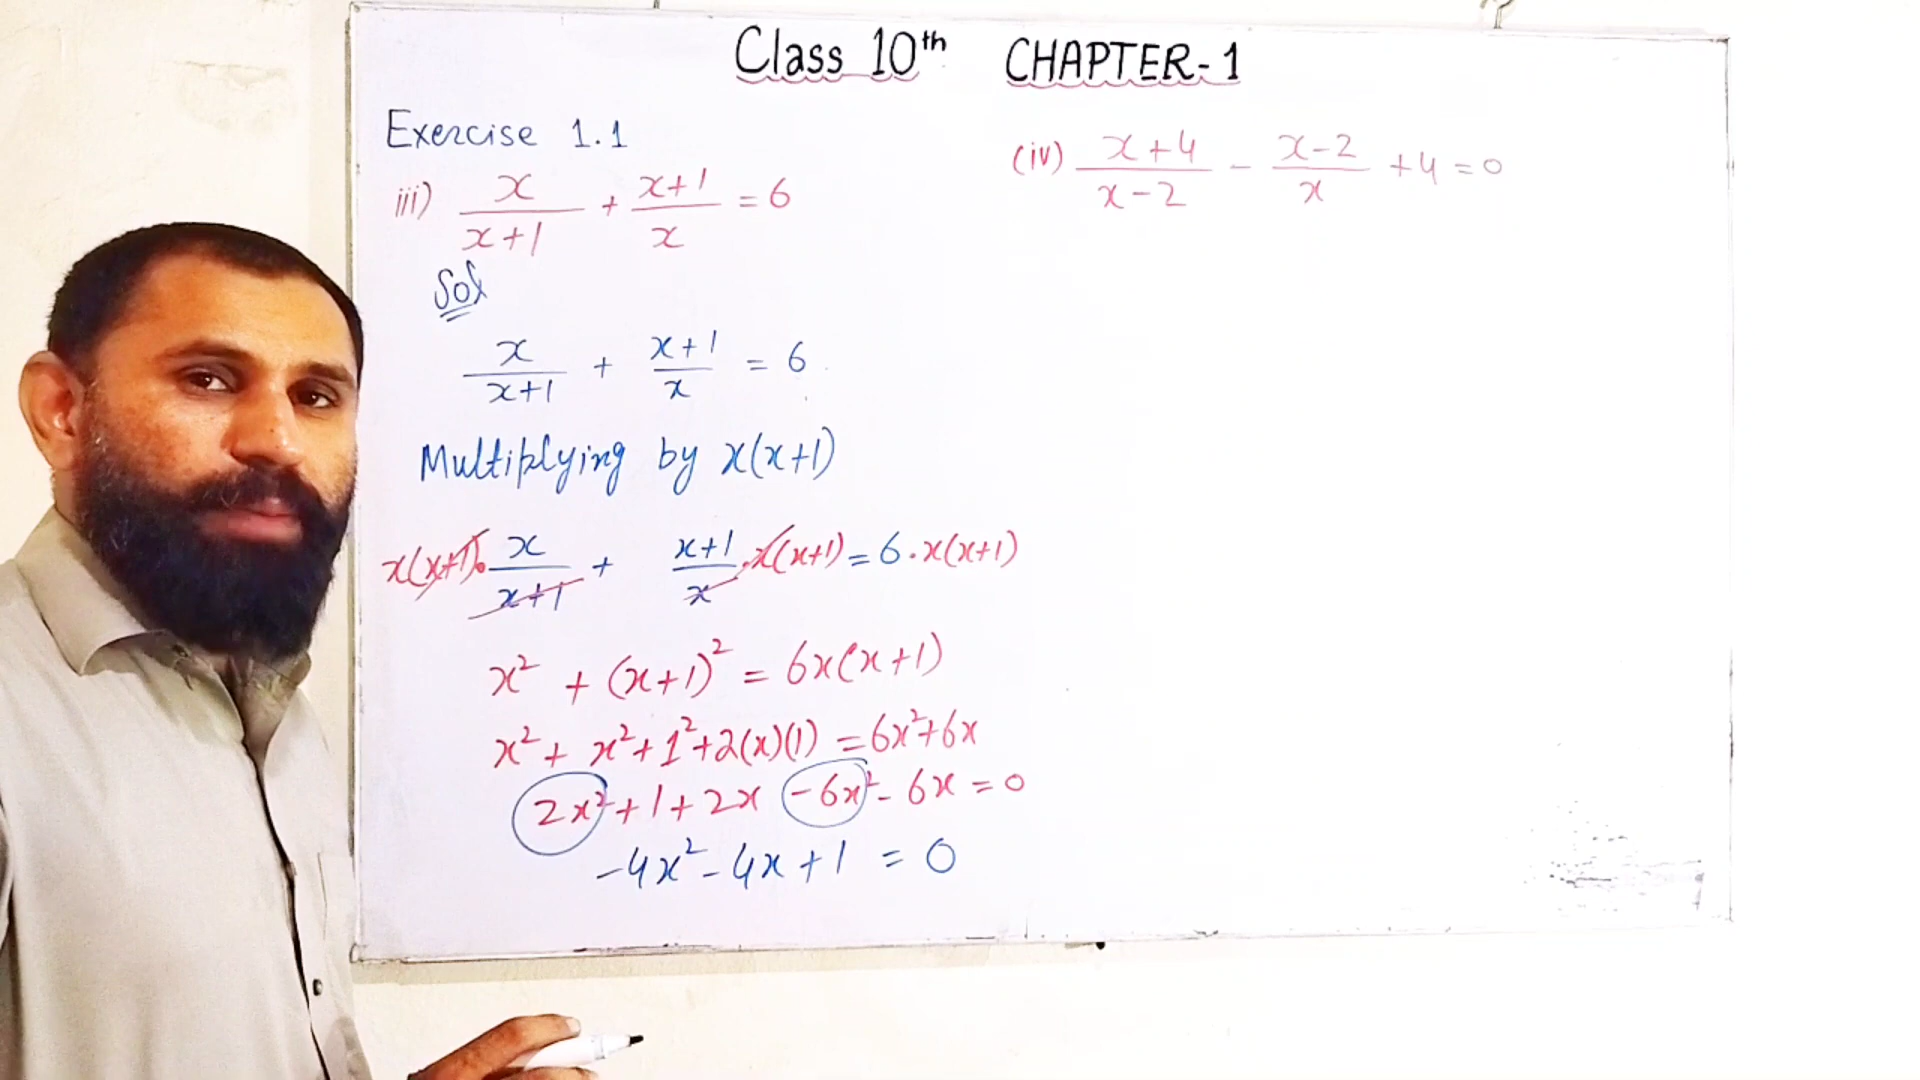 Class 10th CHAPTER-1
Exercise 1.1
iii) x/(x+1) + (x+1)/x = 6
Sol
x/(x+1) + (x+1)/x = 6
Multiplying by x(x+1)
x(x+1)·x/(x+1) + (x+1)/x·x(x+1) = 6·x(x+1)
x² + (x+1)² = 6x(x+1)
x² + x² + 1² + 2(x)(1) = 6x² + 6x
2x² + 1 + 2x - 6x² - 6x = 0
-4x² - 4x + 1 = 0
(iv) (x+4)/(x-2) - (x-2)/x + 4 = 0